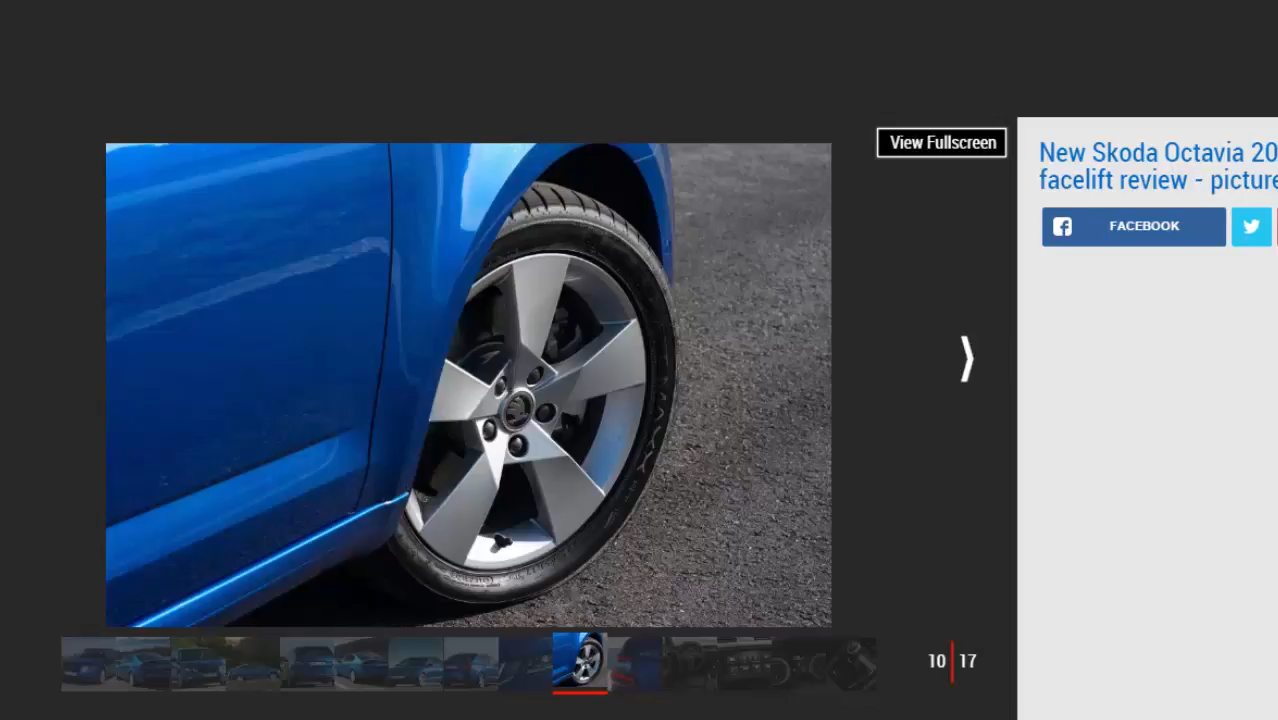 View Fullscreen
New Skoda Octavia 20
facelift review - picture
FACEBOOK
10 17